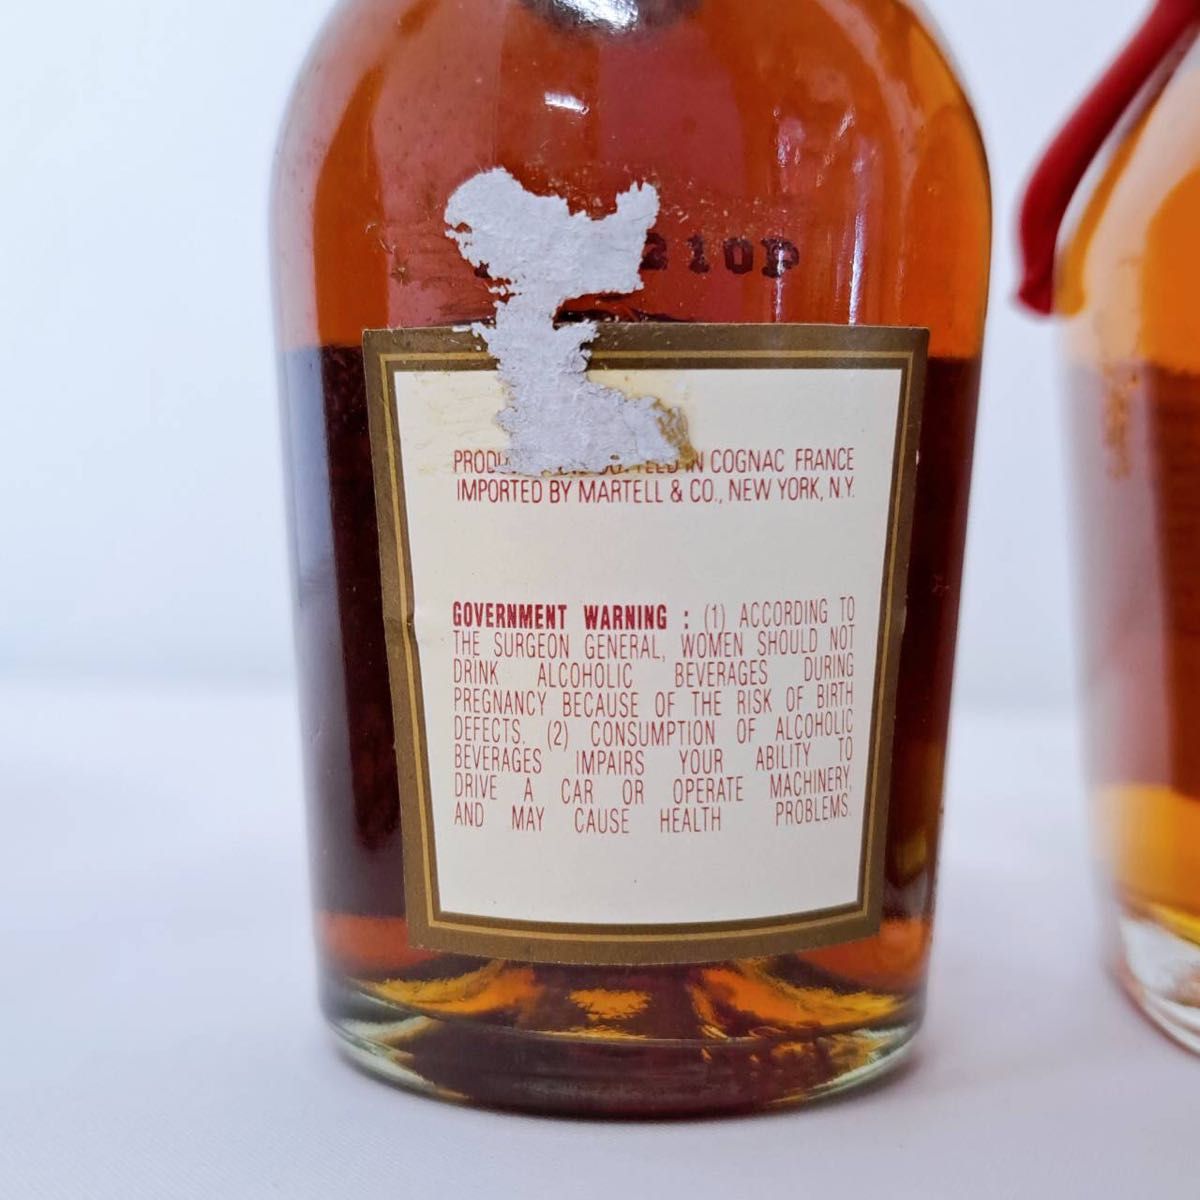 210P
IN COGNAC FRANCE
IMPORTED BY MARTELL & CO., NEW YORK, N.Y.
GOVERNMENT WARNING : (1) ACCORDING TO
THE SURGEON GENERAL, WOMEN SHOULD NOT
DRINK ALCOHOLIC BEVERAGES DURING
PREGNANCY BECAUSE OF THE RISK OF BIRTH
DEFECTS. (2) CONSUMPTION OF ALCOHOLIC
BEVERAGES IMPAIRS YOUR ABILITY TO
DRIVE A CAR OR OPERATE MACHINERY,
AND MAY CAUSE HEALTH PROBLEMS.